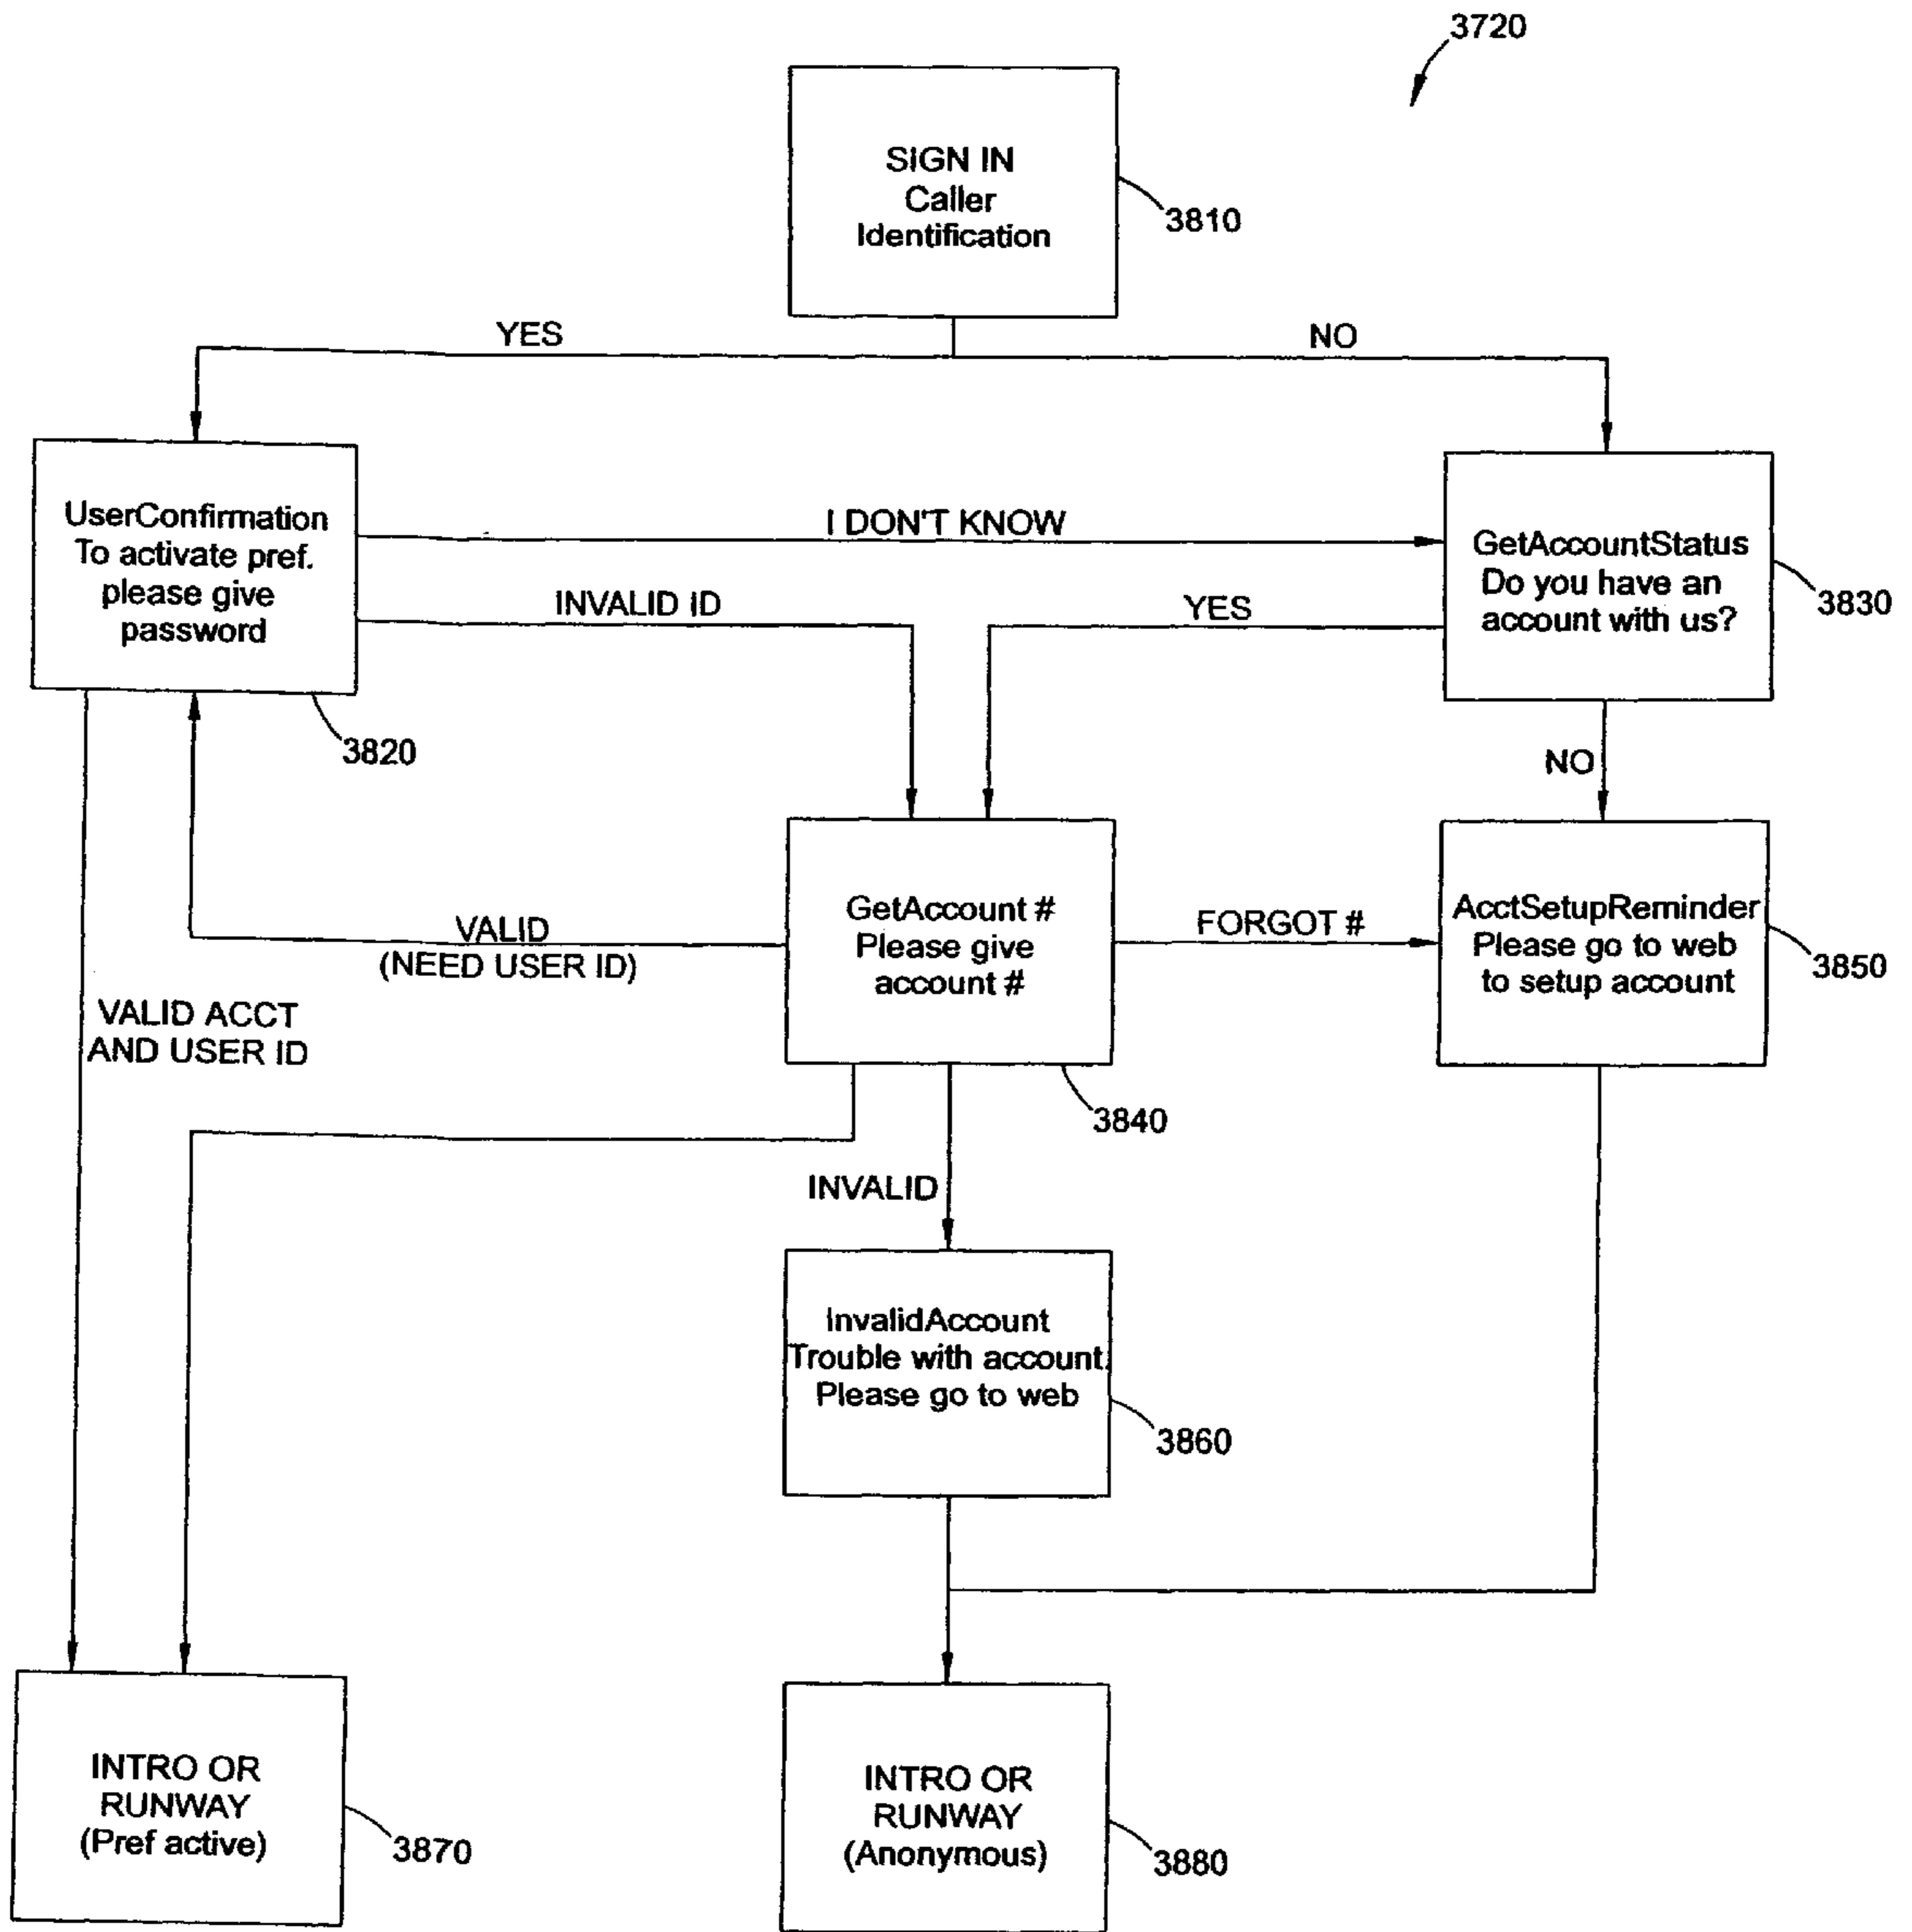 3720
SIGN IN
Caller
Identification
3810
YES
NO
UserConfirmation
To activate pref.
please give
password
3820
I DON'T KNOW
INVALID ID
YES
GetAccountStatus
Do you have an
account with us?
3830
NO
VALID
(NEED USER ID)
GetAccount #
Please give
account #
3840
FORGOT #
AcctSetupReminder
Please go to web
to setup account
3850
VALID ACCT
AND USER ID
INVALID
InvalidAccount
Trouble with account.
Please go to web
3860
INTRO OR
RUNWAY
(Pref active)
3870
INTRO OR
RUNWAY
(Anonymous)
3880